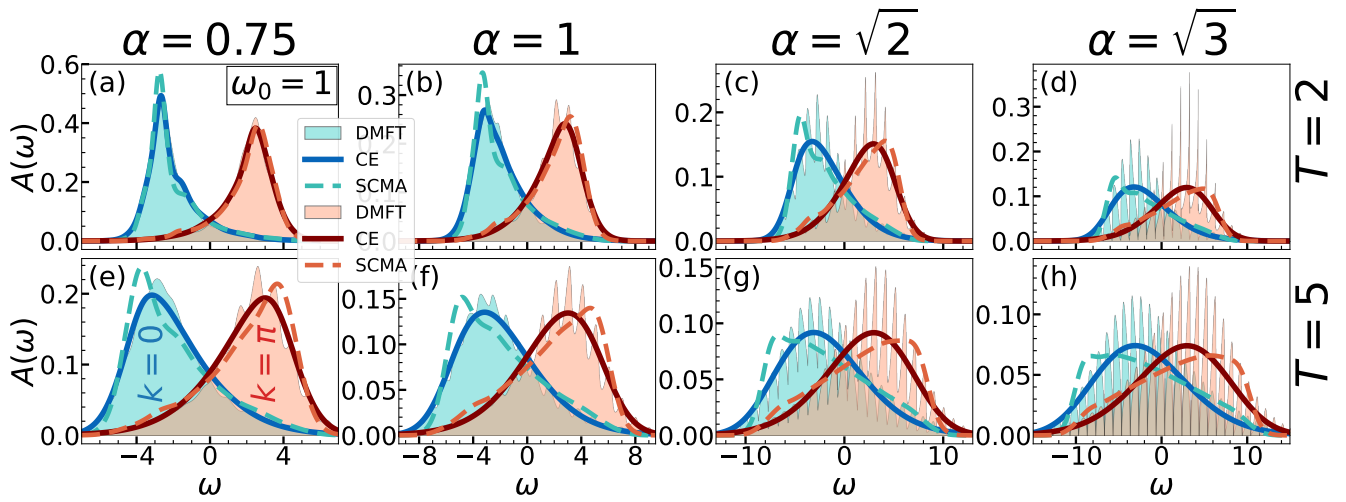 α = 0.75
α = 1
α = √2
α = √3
(a)
ω₀ = 1
(b)
(c)
(d)
A(ω)
0.6
0.4
0.2
0.0
0.3
0.2
0.1
0.0
0.2
0.1
0.0
0.3
0.2
0.1
0.0
T = 2
DMFT
CE
SCMA
DMFT
CE
SCMA
(e)
(f)
(g)
(h)
A(ω)
0.2
0.1
0.0
k = 0
k = π
0.15
0.10
0.05
0.00
0.15
0.10
0.05
0.00
0.10
0.05
0.00
T = 5
−4 0 4
−8 −4 0 4 8
−10 0 10
−10 0 10
ω
ω
ω
ω